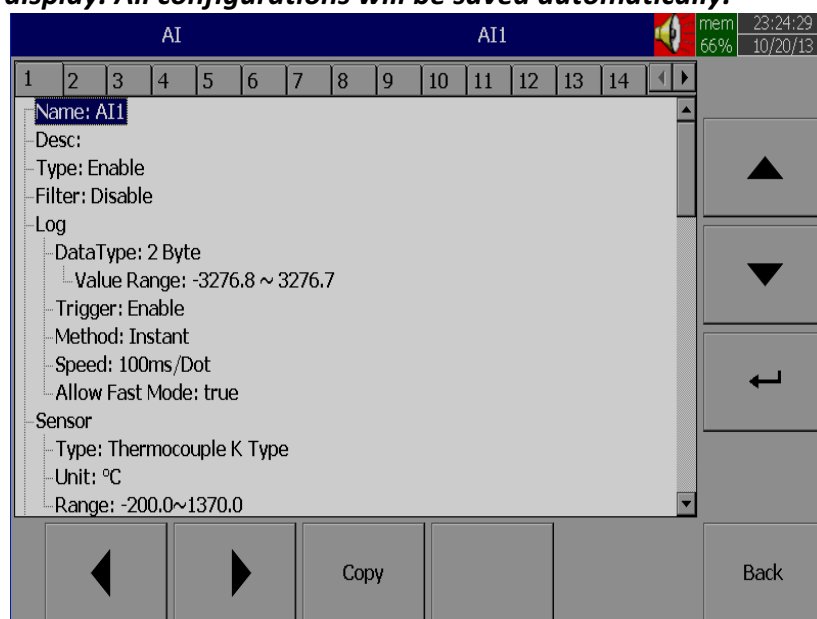 display. All configurations will be saved automatically.
AI AI1 mem 23:24:29
66% 10/20/13
1 2 3 4 5 6 7 8 9 10 11 12 13 14
Name: AI1
Desc:
Type: Enable
Filter: Disable
Log
DataType: 2 Byte
Value Range: -3276.8 ~ 3276.7
Trigger: Enable
Method: Instant
Speed: 100ms/Dot
Allow Fast Mode: true
Sensor
Type: Thermocouple K Type
Unit: ºC
Range: -200.0~1370.0
Copy Back